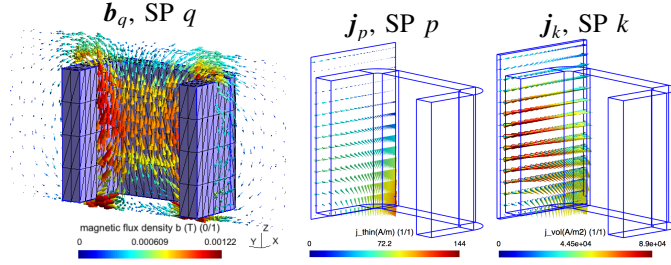 b_q, SP q
j_p, SP p
j_k, SP k
magnetic flux density b (T) (0/1)
0 0.000609 0.00122
Y Z X
j_thin(A/m) (1/1)
0 72.2 144
j_vol(A/m2) (1/1)
0 4.45e+04 8.9e+04